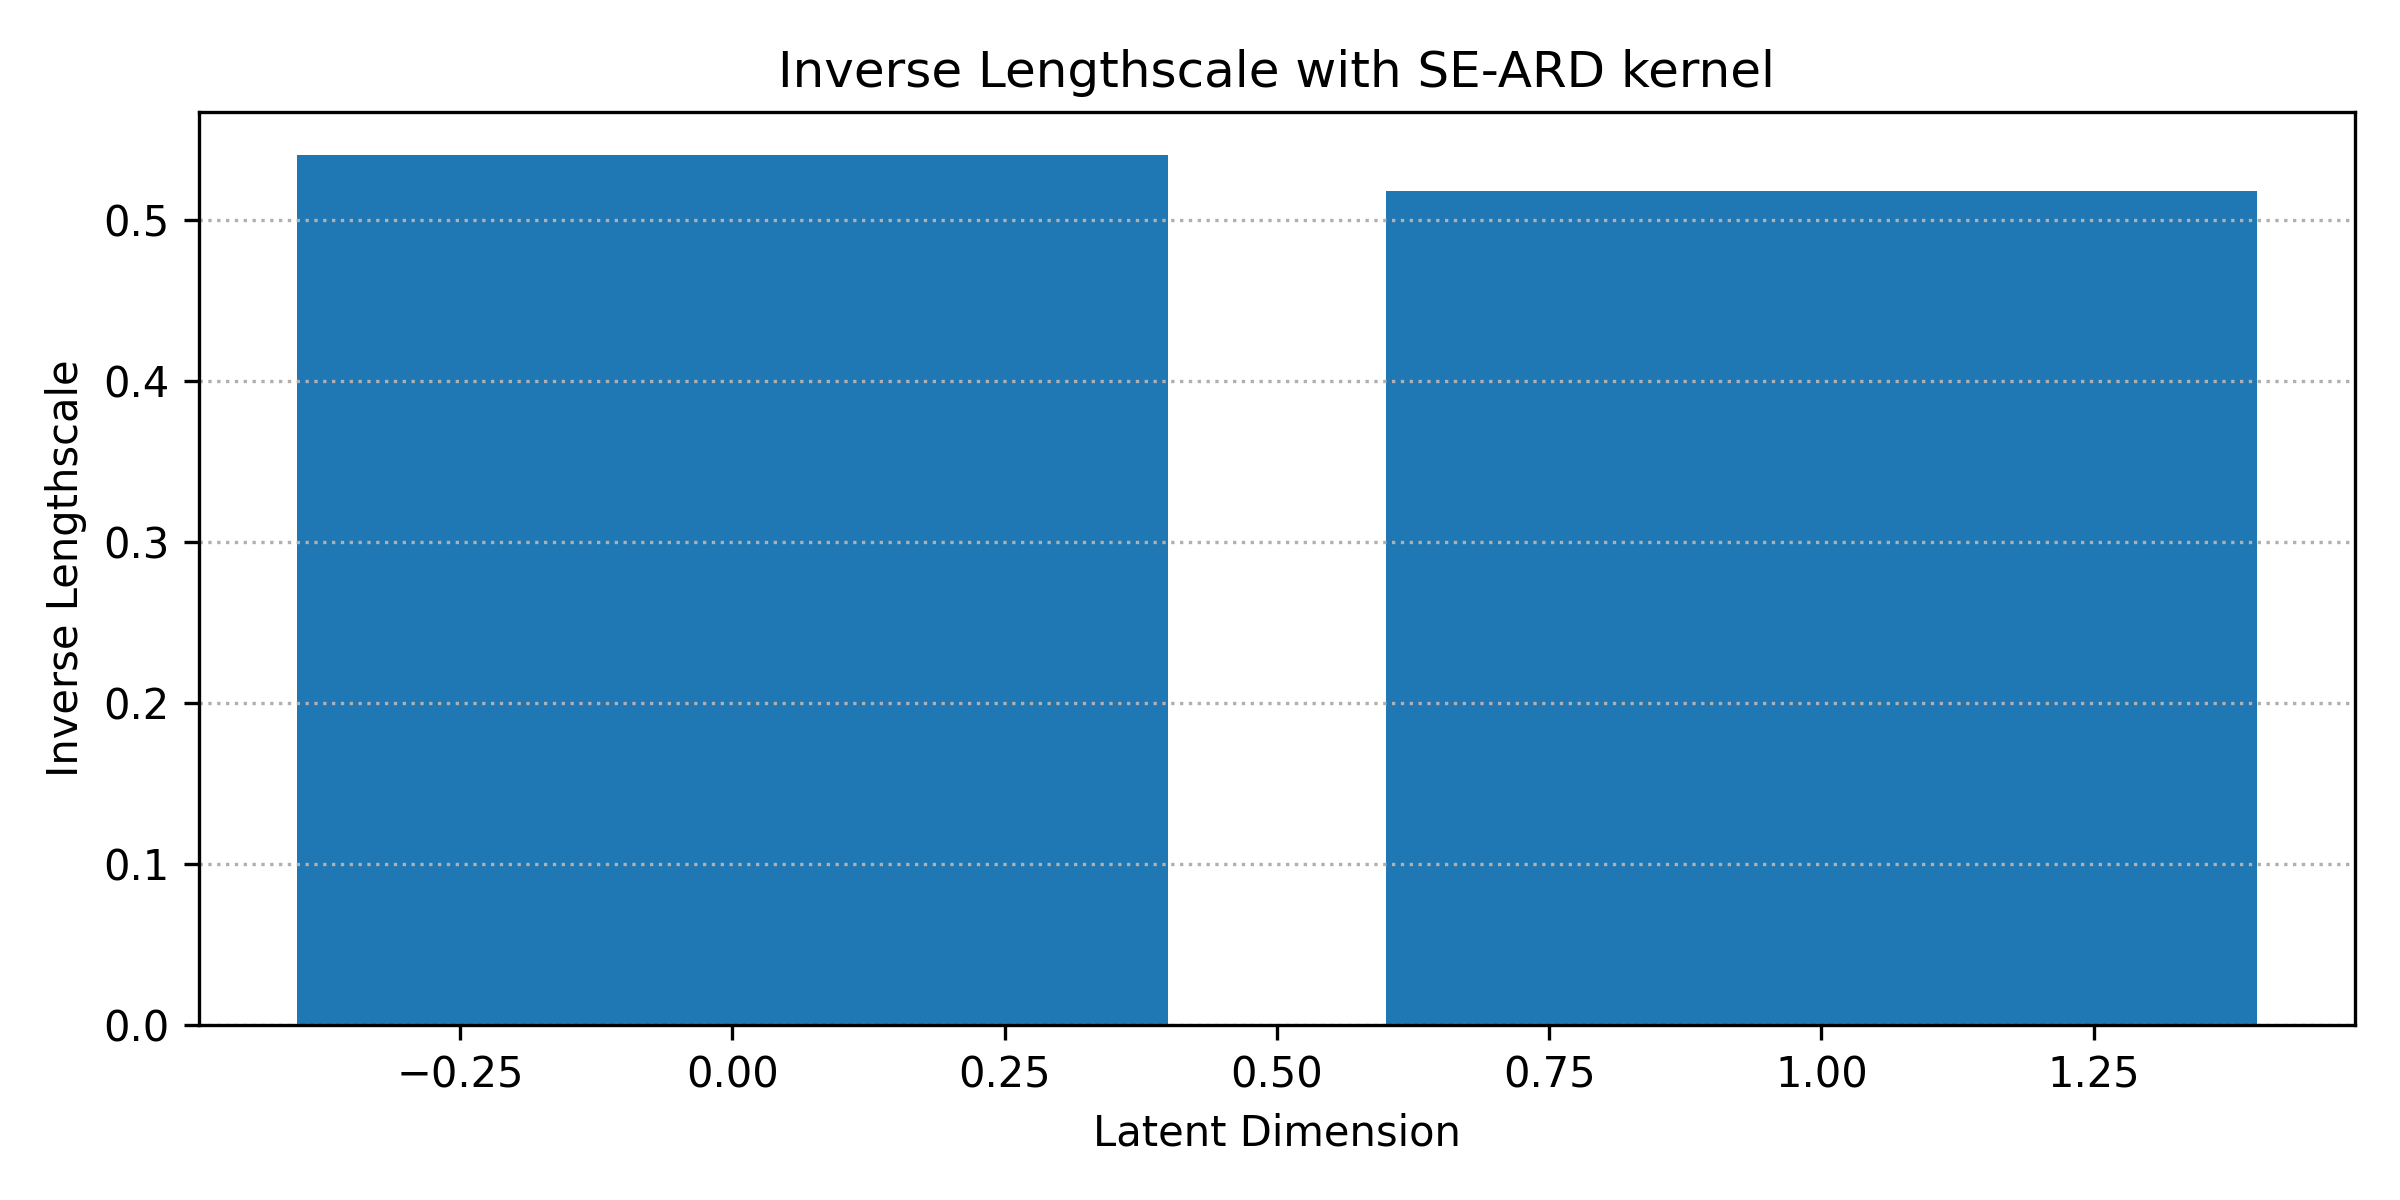 Inverse Lengthscale with SE-ARD kernel
Inverse Lengthscale
0.5
0.4
0.3
0.2
0.1
0.0
−0.25 0.00 0.25 0.50 0.75 1.00 1.25
Latent Dimension